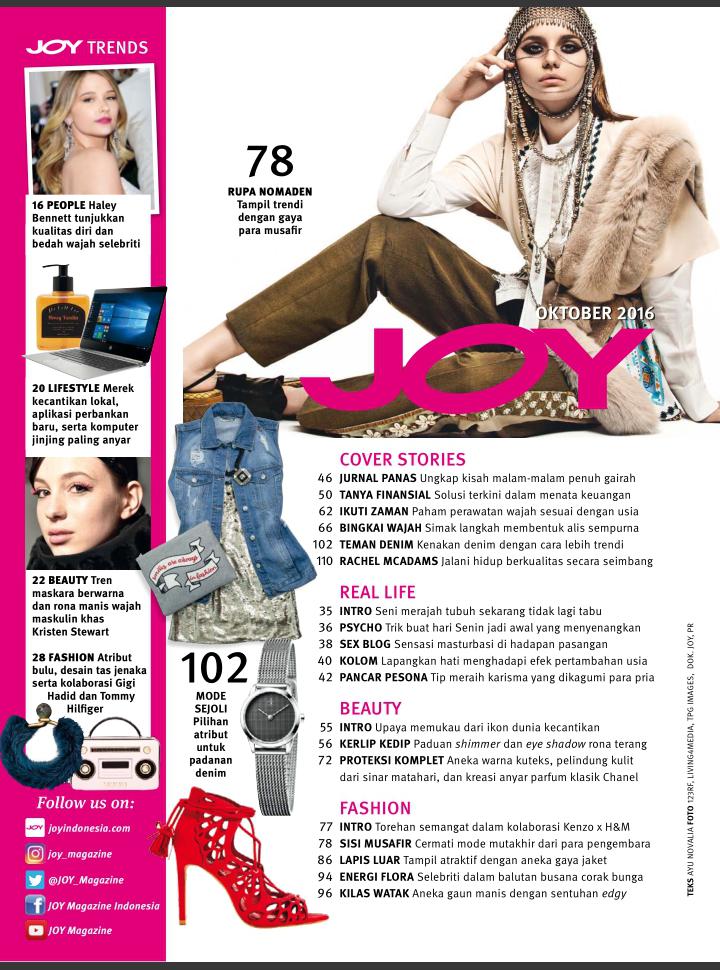 JOY TRENDS
16 PEOPLE Haley
Bennett tunjukkan
kualitas diri dan
bedah wajah selebriti
20 LIFESTYLE Merek
kecantikan lokal,
aplikasi perbankan
baru, serta komputer
jinjing paling anyar
22 BEAUTY Tren
maskara berwarna
dan rona manis wajah
maskulin khas
Kristen Stewart
28 FASHION Atribut
bulu, desain tas jenaka
serta kolaborasi Gigi
Hadid dan Tommy
Hilfiger
Follow us on:
JOY joyindonesia.com
joy_magazine
@JOY_Magazine
JOY Magazine Indonesia
JOY Magazine
78
RUPA NOMADEN
Tampil trendi
dengan gaya
para musafir
OKTOBER 2016
JOY
smiles are always
in fashion
102
MODE
SEJOLI
Pilihan
atribut
untuk
padanan
denim
COVER STORIES
46 JURNAL PANAS Ungkap kisah malam-malam penuh gairah
50 TANYA FINANSIAL Solusi terkini dalam menata keuangan
62 IKUTI ZAMAN Paham perawatan wajah sesuai dengan usia
66 BINGKAI WAJAH Simak langkah membentuk alis sempurna
102 TEMAN DENIM Kenakan denim dengan cara lebih trendi
110 RACHEL MCADAMS Jalani hidup berkualitas secara seimbang
REAL LIFE
35 INTRO Seni merajah tubuh sekarang tidak lagi tabu
36 PSYCHO Trik buat hari Senin jadi awal yang menyenangkan
38 SEX BLOG Sensasi masturbasi di hadapan pasangan
40 KOLOM Lapangkan hati menghadapi efek pertambahan usia
42 PANCAR PESONA Tip meraih karisma yang dikagumi para pria
BEAUTY
55 INTRO Upaya memukau dari ikon dunia kecantikan
56 KERLIP KEDIP Paduan shimmer dan eye shadow rona terang
72 PROTEKSI KOMPLET Aneka warna kuteks, pelindung kulit
dari sinar matahari, dan kreasi anyar parfum klasik Chanel
FASHION
77 INTRO Torehan semangat dalam kolaborasi Kenzo x H&M
78 SISI MUSAFIR Cermati mode mutakhir dari para pengembara
86 LAPIS LUAR Tampil atraktif dengan aneka gaya jaket
94 ENERGI FLORA Selebriti dalam balutan busana corak bunga
96 KILAS WATAK Aneka gaun manis dengan sentuhan edgy
TEKS AYU NOVALIA FOTO 123RF, LIVING4MEDIA, TPG IMAGES, DOK. JOY, PR